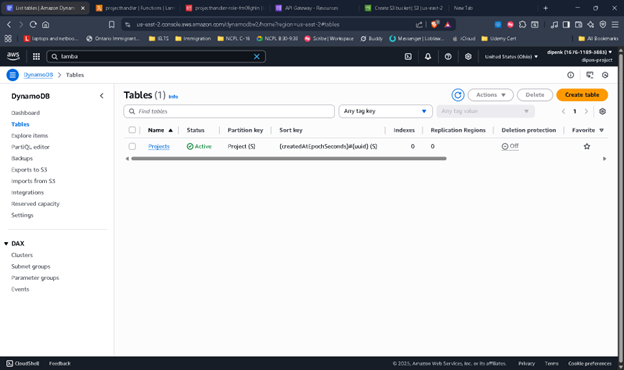 List tables | Amazon Dynam
projecthandler | Functions | Lam
projecthandler-role-fml9lghn |
API Gateway - Resources
Create S3 bucket | S3 | us-east-2
New Tab
us-east-2.console.aws.amazon.com/dynamodbv2/home?region=us-east-2#tables
laptops and netboo...
Ontario Immigrant...
IELTS
Immigration
NCPL C- 16
NCPL 8:30-9:30
Scribe | Workspace
Buddy
Messenger | Loblaw...
iCloud
Udemy Cert
All Bookmarks
aws
lamba
United States (Ohio)
dipenk (1676-1189-3483)
dipen-project
DynamoDB > Tables
DynamoDB
Dashboard
Tables
Explore items
PartiQL editor
Backups
Exports to S3
Imports from S3
Integrations
Reserved capacity
Settings
DAX
Clusters
Subnet groups
Parameter groups
Events
Tables (1) Info
Actions
Delete
Create table
Find tables
Any tag key
Any tag value
1
Name Status Partition key Sort key Indexes Replication Regions Deletion protection Favorite
Projects Active Project (S) {createdAtEpochSeconds}#{uuid} (S) 0 0 Off
CloudShell Feedback
© 2025, Amazon Web Services, Inc. or its affiliates. Privacy Terms Cookie preferences